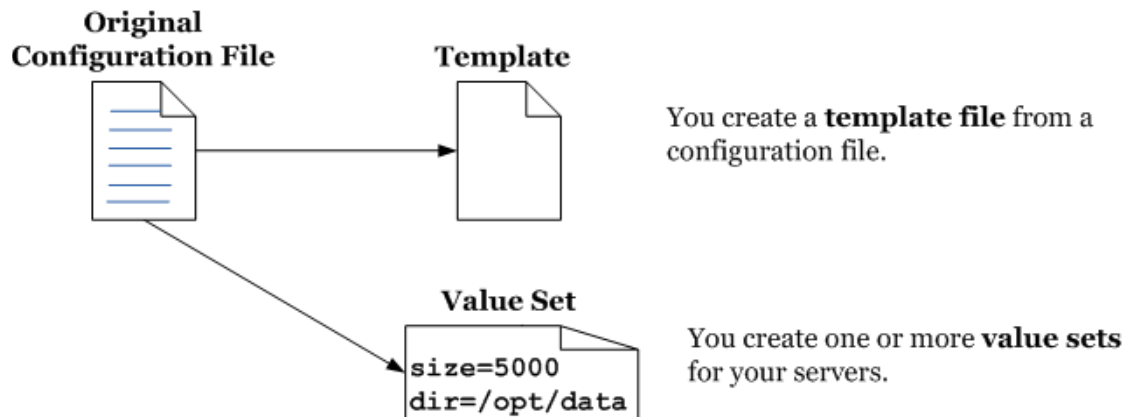 Original
Configuration File
Template
You create a template file from a
configuration file.
Value Set
size=5000
dir=/opt/data
You create one or more value sets
for your servers.